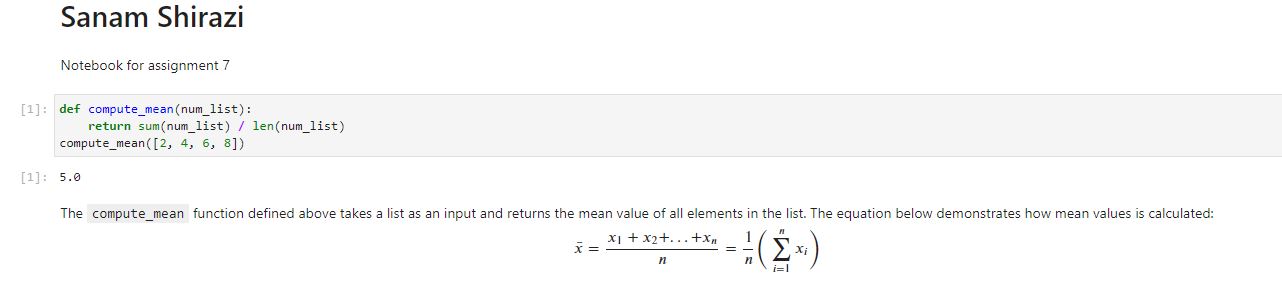 Sanam Shirazi
Notebook for assignment 7
[1]: def compute_mean(num_list):
    return sum(num_list) / len(num_list)
compute_mean([2, 4, 6, 8])
[1]: 5.0
The compute_mean function defined above takes a list as an input and returns the mean value of all elements in the list. The equation below demonstrates how mean values is calculated:
x̄ = (x₁ + x₂+...+xₙ) / n = 1/n (∑ᵢ₌₁ⁿ xᵢ)